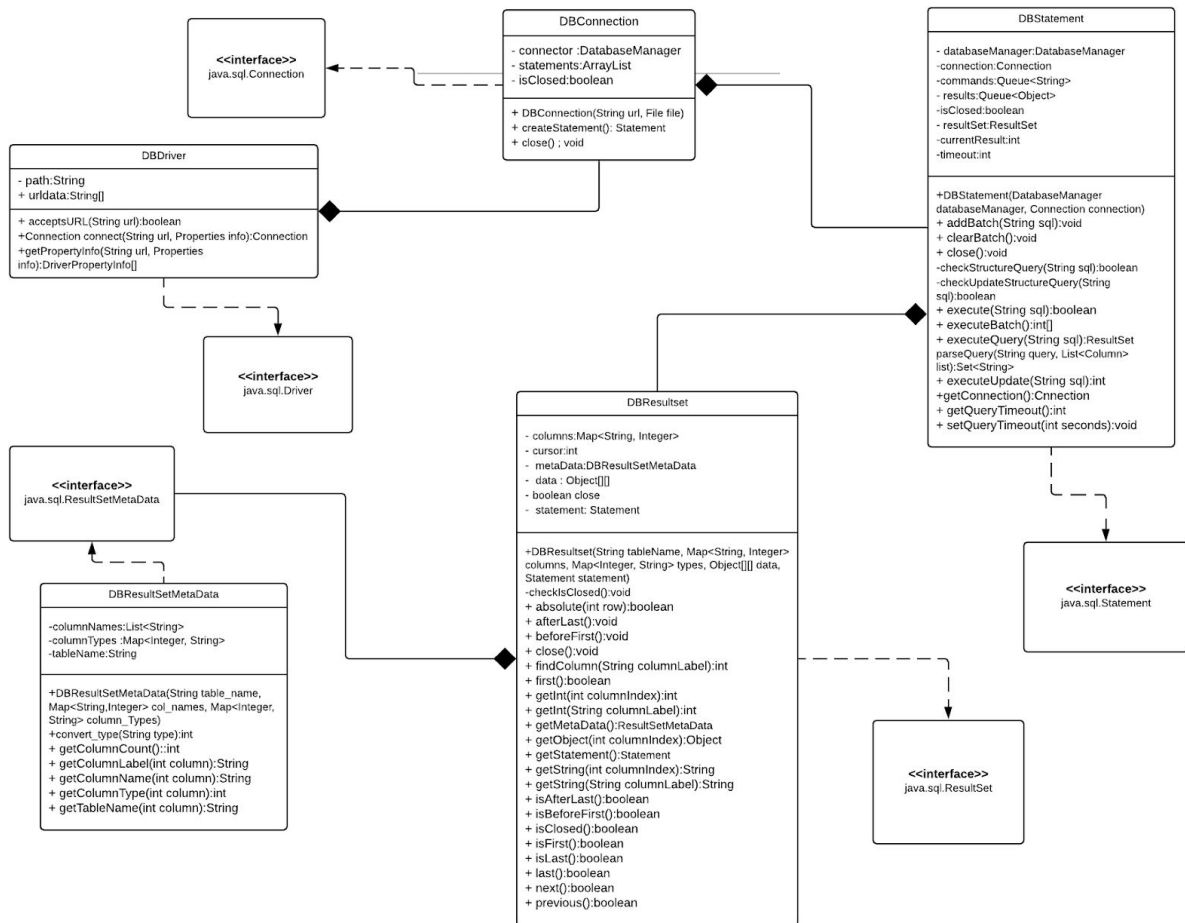 <<interface>>
java.sql.Connection
DBConnection
- connector :DatabaseManager
- statements:ArrayList
- isClosed:boolean
+ DBConnection(String url, File file)
+ createStatement(): Statement
+ close() ; void
DBStatement
- databaseManager:DatabaseManager
-connection:Connection
-commands:Queue<String>
- results:Queue<Object>
-isClosed:boolean
- resultSet:ResultSet
-currentResult:int
-timeout:int
+DBStatement(DatabaseManager
databaseManager, Connection connection)
+ addBatch(String sql):void
+ clearBatch():void
+ close():void
-checkStructureQuery(String sql):boolean
-checkUpdateStructureQuery(String
sql):boolean
+ execute(String sql):boolean
+ executeBatch():int[]
+ executeQuery(String sql):ResultSet
parseQuery(String query, List<Column>
list):Set<String>
+ executeUpdate(String sql):int
+getConnection():Cnnection
+ getQueryTimeout():int
+ setQueryTimeout(int seconds):void
DBDriver
- path:String
+ urldata:String[]
+ acceptsURL(String url):boolean
+Connection connect(String url, Properties info):Connection
+getPropertyInfo(String url, Properties
info):DriverPropertyInfo[]
<<interface>>
java.sql.Driver
<<interface>>
java.sql.ResultSetMetaData
DBResultSetMetaData
-columnNames:List<String>
-columnTypes :Map<Integer, String>
-tableName:String
+DBResultSetMetaData(String table_name,
Map<String,Integer> col_names, Map<Integer,
String> column_Types)
+convert_type(String type):int
+ getColumnCount()::int
+ getColumnLabel(int column):String
+ getColumnName(int column):String
+ getColumnType(int column):int
+ getTableName(int column):String
DBResultset
- columns:Map<String, Integer>
- cursor:int
- metaData:DBResultSetMetaData
- data : Object[][]
- boolean close
- statement: Statement
+DBResultset(String tableName, Map<String, Integer>
columns, Map<Integer, String> types, Object[][] data,
Statement statement)
-checkIsClosed():void
+ absolute(int row):boolean
+ afterLast():void
+ beforeFirst():void
+ close():void
+ findColumn(String columnLabel):int
+ first():boolean
+ getInt(int columnIndex):int
+ getInt(String columnLabel):int
+ getMetaData():ResultSetMetaData
+ getObject(int columnIndex):Object
+ getStatement():Statement
+ getString(int columnIndex):String
+ getString(String columnLabel):String
+ isAfterLast():boolean
+ isBeforeFirst():boolean
+ isClosed():boolean
+ isFirst():boolean
+ isLast():boolean
+ last():boolean
+ next():boolean
+ previous():boolean
<<interface>>
java.sql.Statement
<<interface>>
java.sql.ResultSet